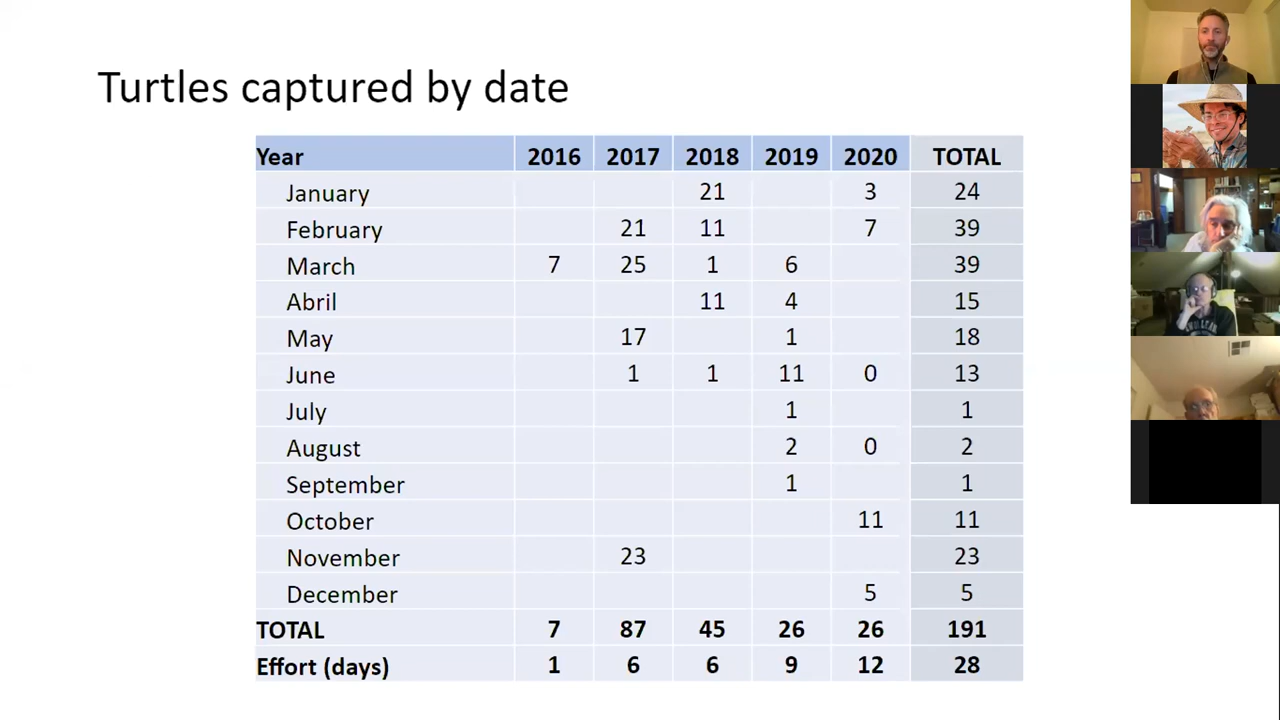 Turtles captured by date
Year 2016 2017 2018 2019 2020 TOTAL
January 21 3 24
February 21 11 7 39
March 7 25 1 6 39
Abril 11 4 15
May 17 1 18
June 1 1 11 0 13
July 1 1
August 2 0 2
September 1 1
October 11 11
November 23 23
December 5 5
TOTAL 7 87 45 26 26 191
Effort (days) 1 6 6 9 12 28